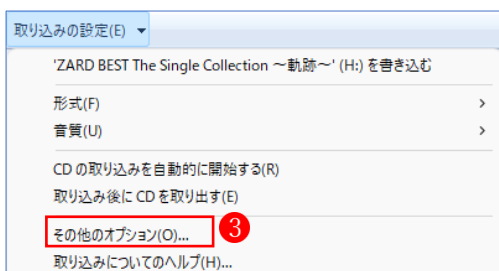 取り込みの設定(E) ▼
'ZARD BEST The Single Collection ～軌跡～' (H:) を書き込む
形式(F) >
音質(U) >
CD の取り込みを自動的に開始する(R)
取り込み後に CD を取り出す(E)
その他のオプション(O)... 3
取り込みについてのヘルプ(H)...